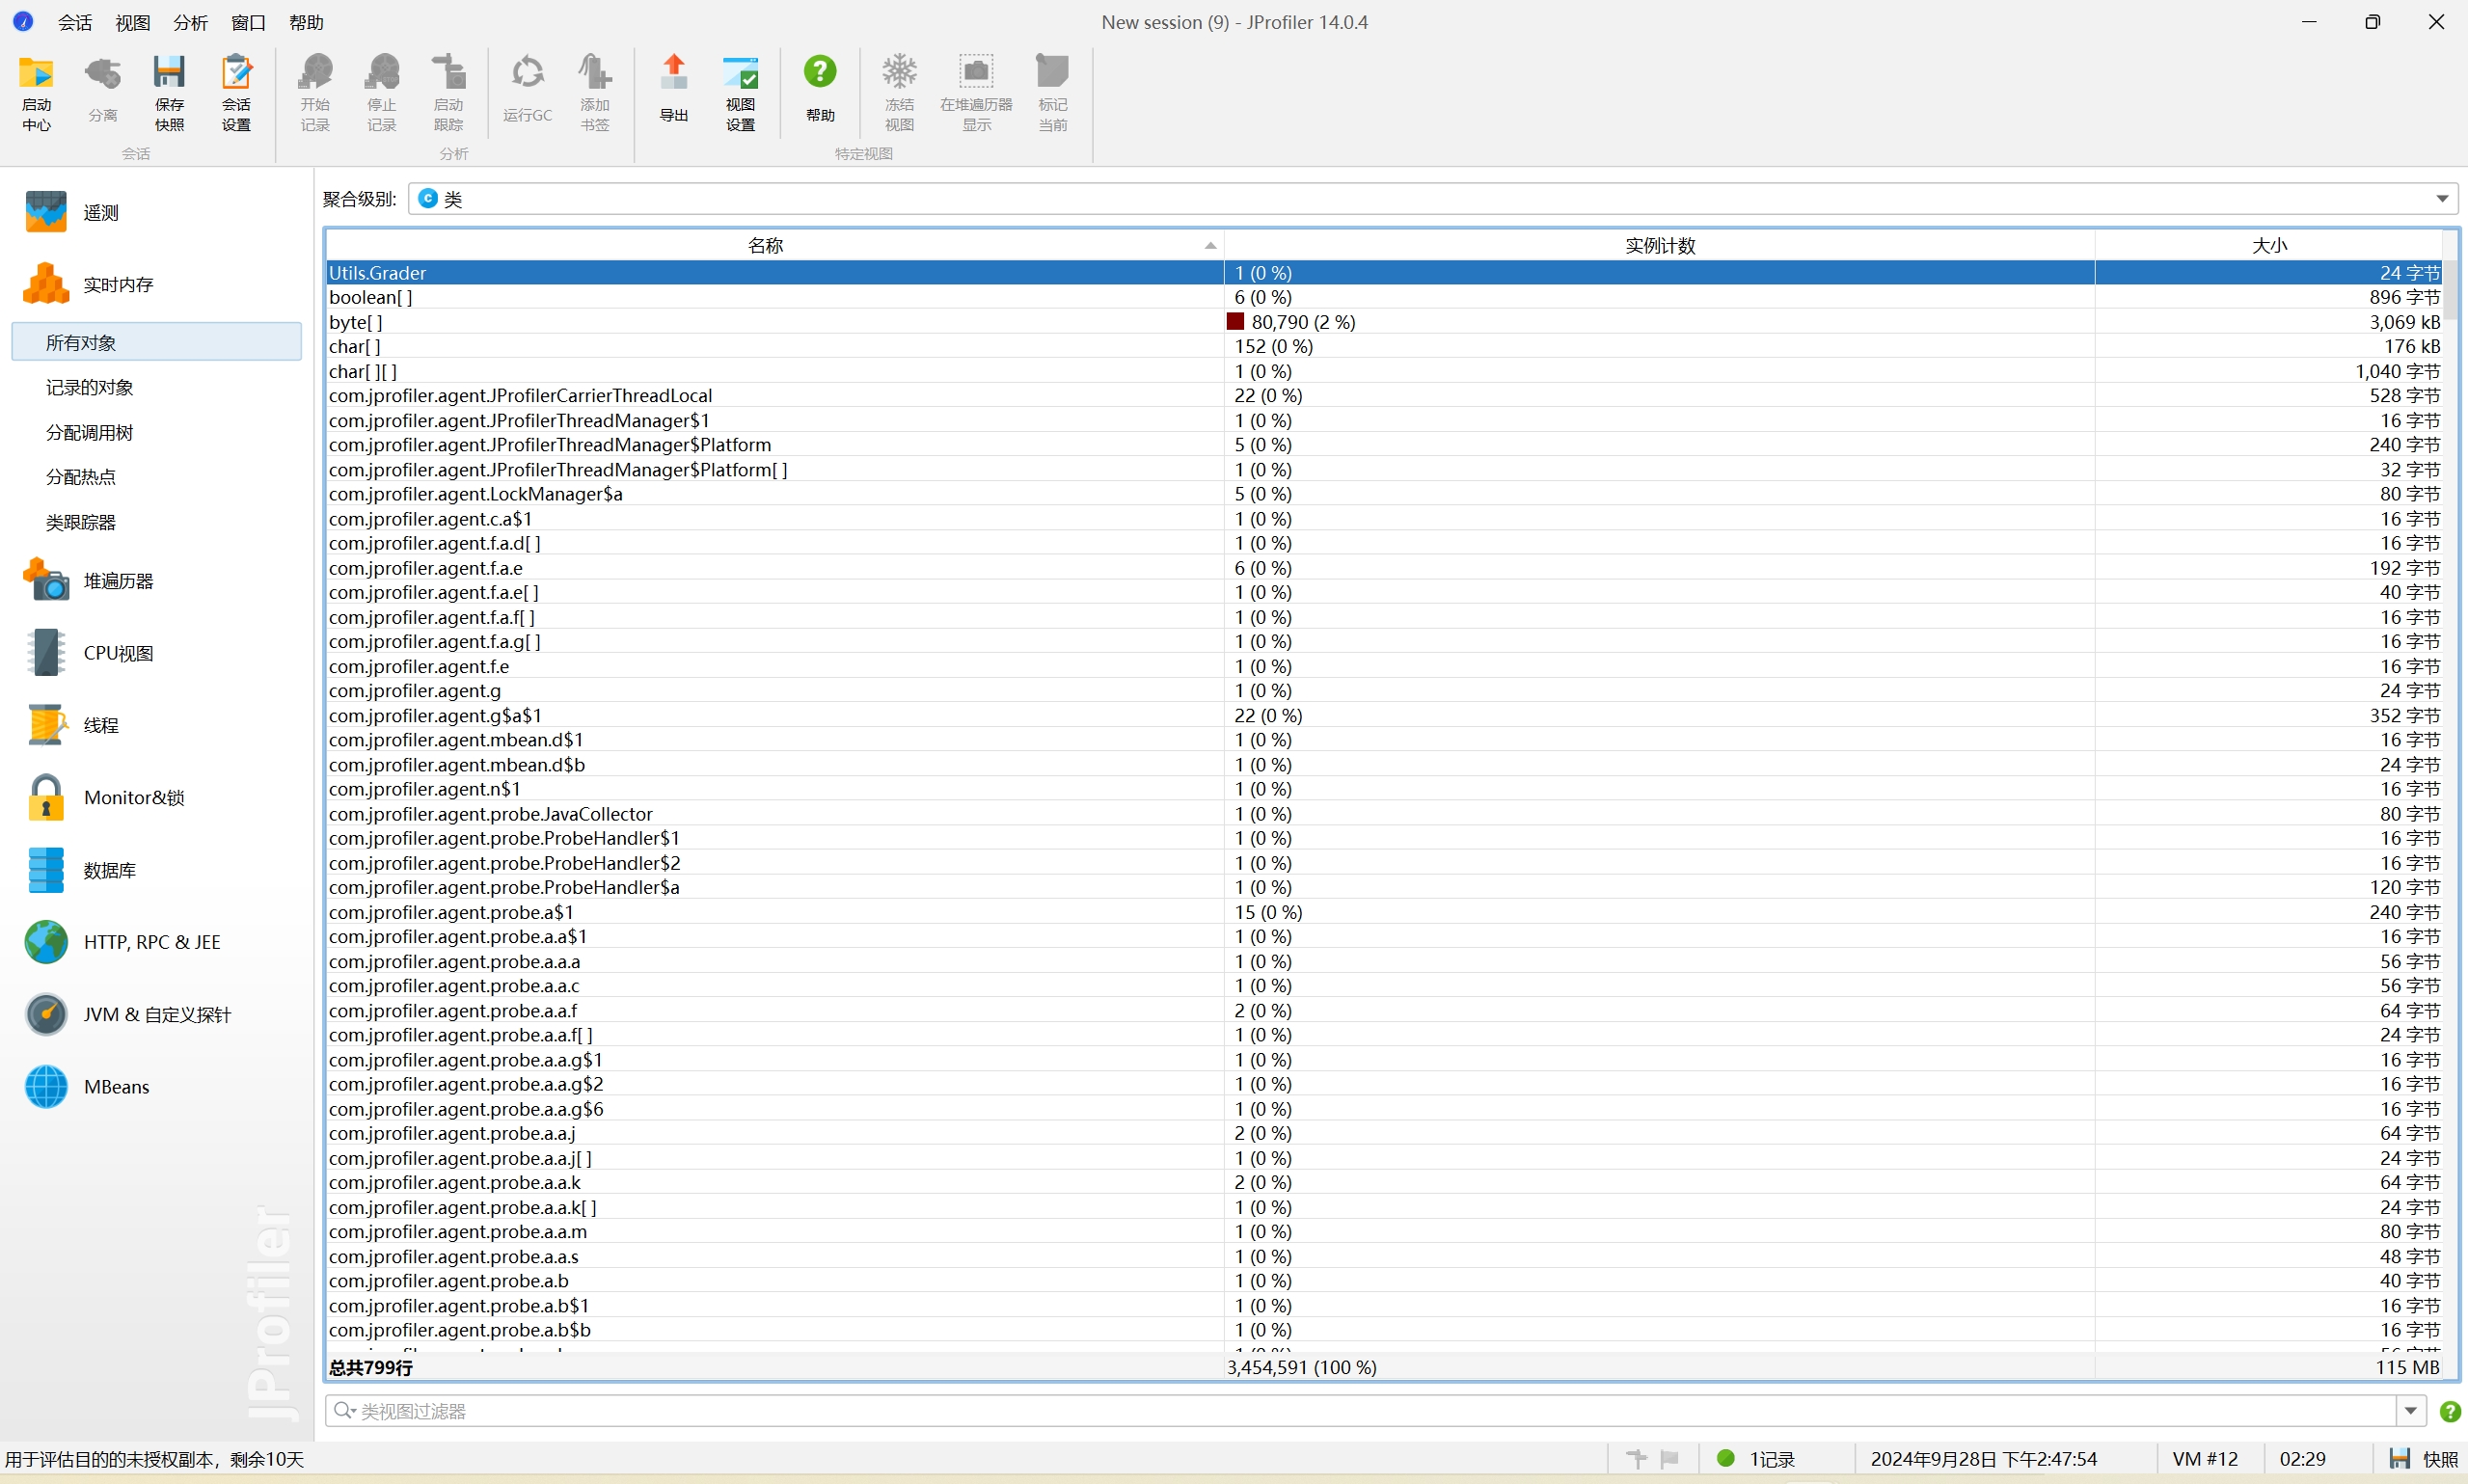 会话 视图 分析 窗口 帮助 New session (9) - JProfiler 14.0.4
启动 中心
分离
保存 快照
会话 设置
开始 记录
停止 记录
启动 跟踪
运行GC
添加 书签
导出
视图 设置
帮助
冻结 视图
在堆遍历器 显示
标记 当前
会话 分析 特定视图
遥测
实时内存
所有对象
记录的对象
分配调用树
分配热点
类跟踪器
堆遍历器
CPU视图
线程
Monitor&锁
数据库
HTTP, RPC & JEE
JVM & 自定义探针
MBeans
JProfiler
聚合级别: c 类
名称 实例计数 大小
Utils.Grader 1 (0 %) 24 字节
boolean[ ] 6 (0 %) 896 字节
byte[ ] 80,790 (2 %) 3,069 kB
char[ ] 152 (0 %) 176 kB
char[ ][ ] 1 (0 %) 1,040 字节
com.jprofiler.agent.JProfilerCarrierThreadLocal 22 (0 %) 528 字节
com.jprofiler.agent.JProfilerThreadManager$1 1 (0 %) 16 字节
com.jprofiler.agent.JProfilerThreadManager$Platform 5 (0 %) 240 字节
com.jprofiler.agent.JProfilerThreadManager$Platform[ ] 1 (0 %) 32 字节
com.jprofiler.agent.LockManager$a 5 (0 %) 80 字节
com.jprofiler.agent.c.a$1 1 (0 %) 16 字节
com.jprofiler.agent.f.a.d[ ] 1 (0 %) 16 字节
com.jprofiler.agent.f.a.e 6 (0 %) 192 字节
com.jprofiler.agent.f.a.e[ ] 1 (0 %) 40 字节
com.jprofiler.agent.f.a.f[ ] 1 (0 %) 16 字节
com.jprofiler.agent.f.a.g[ ] 1 (0 %) 16 字节
com.jprofiler.agent.f.e 1 (0 %) 16 字节
com.jprofiler.agent.g 1 (0 %) 24 字节
com.jprofiler.agent.g$a$1 22 (0 %) 352 字节
com.jprofiler.agent.mbean.d$1 1 (0 %) 16 字节
com.jprofiler.agent.mbean.d$b 1 (0 %) 24 字节
com.jprofiler.agent.n$1 1 (0 %) 16 字节
com.jprofiler.agent.probe.JavaCollector 1 (0 %) 80 字节
com.jprofiler.agent.probe.ProbeHandler$1 1 (0 %) 16 字节
com.jprofiler.agent.probe.ProbeHandler$2 1 (0 %) 16 字节
com.jprofiler.agent.probe.ProbeHandler$a 1 (0 %) 120 字节
com.jprofiler.agent.probe.a$1 15 (0 %) 240 字节
com.jprofiler.agent.probe.a.a$1 1 (0 %) 16 字节
com.jprofiler.agent.probe.a.a.a 1 (0 %) 56 字节
com.jprofiler.agent.probe.a.a.c 1 (0 %) 56 字节
com.jprofiler.agent.probe.a.a.f 2 (0 %) 64 字节
com.jprofiler.agent.probe.a.a.f[ ] 1 (0 %) 24 字节
com.jprofiler.agent.probe.a.a.g$1 1 (0 %) 16 字节
com.jprofiler.agent.probe.a.a.g$2 1 (0 %) 16 字节
com.jprofiler.agent.probe.a.a.g$6 1 (0 %) 16 字节
com.jprofiler.agent.probe.a.a.j 2 (0 %) 64 字节
com.jprofiler.agent.probe.a.a.j[ ] 1 (0 %) 24 字节
com.jprofiler.agent.probe.a.a.k 2 (0 %) 64 字节
com.jprofiler.agent.probe.a.a.k[ ] 1 (0 %) 24 字节
com.jprofiler.agent.probe.a.a.m 1 (0 %) 80 字节
com.jprofiler.agent.probe.a.a.s 1 (0 %) 48 字节
com.jprofiler.agent.probe.a.b 1 (0 %) 40 字节
com.jprofiler.agent.probe.a.b$1 1 (0 %) 16 字节
com.jprofiler.agent.probe.a.b$b 1 (0 %) 16 字节
总共799行 3,454,591 (100 %) 115 MB
类视图过滤器
用于评估目的的未授权副本，剩余10天 1记录 2024年9月28日 下午2:47:54 VM #12 02:29 快照